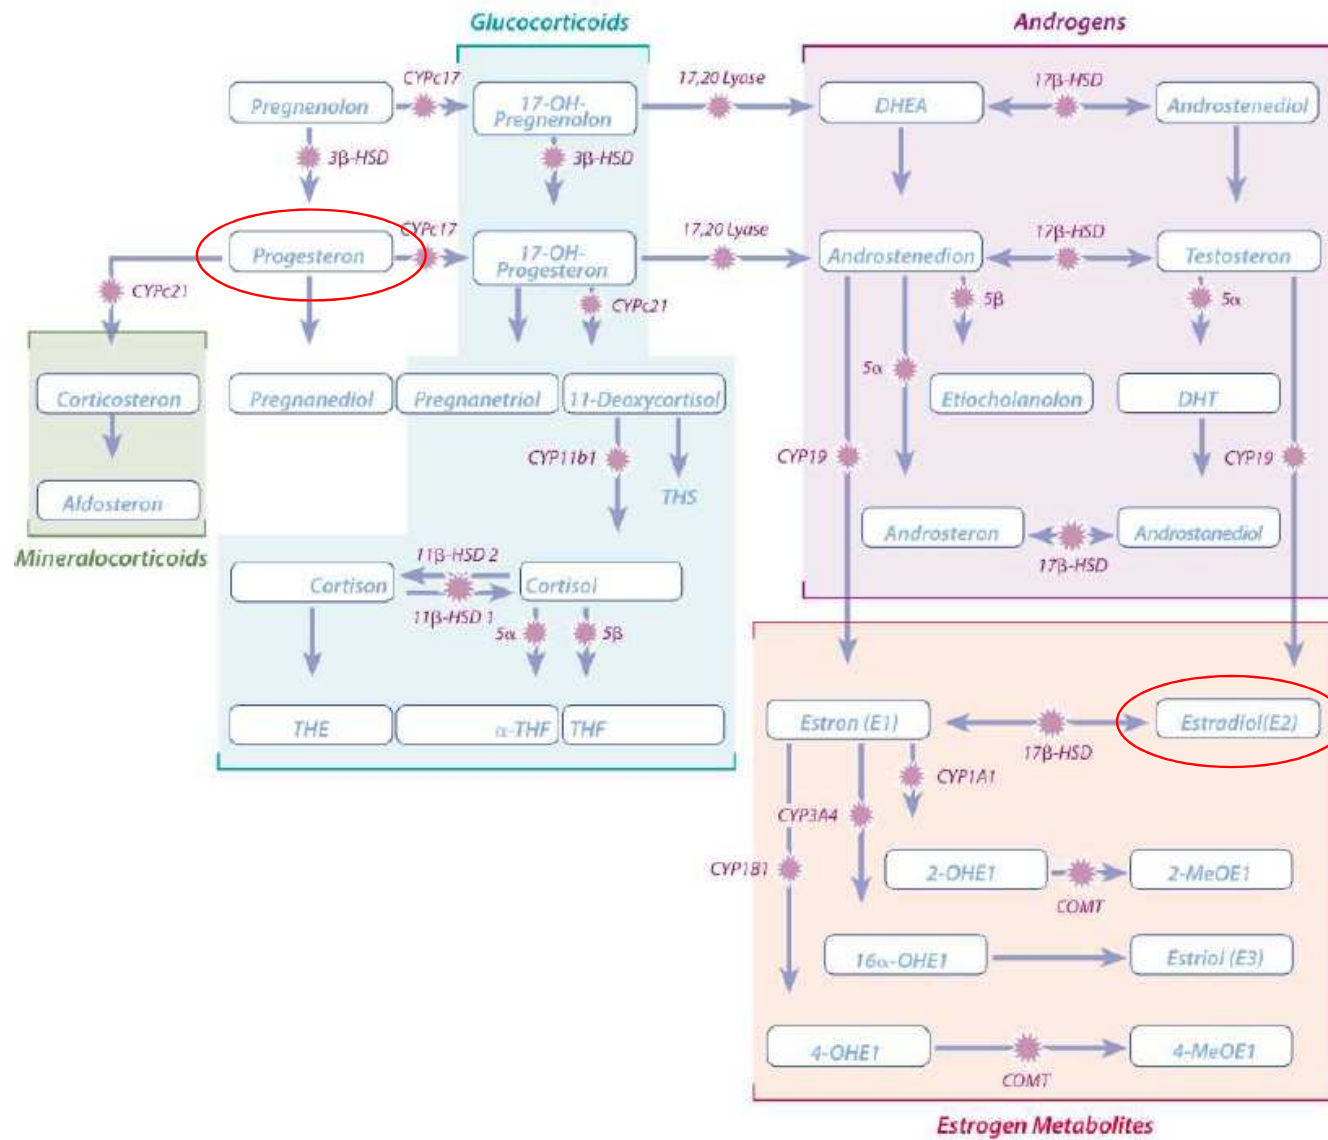 Glucocorticoids
Androgens
CYPc17
17,20 Lyase
17β-HSD
Pregnenolon
17-OH-
Pregnenolon
DHEA
Androstenediol
3β-HSD
3β-HSD
CYPc17
17,20 Lyase
17β-HSD
Progesteron
17-OH-
Progesteron
Androstenedion
Testosteron
CYPc21
CYPc21
5β
5α
5α
Corticosteron
Pregnanediol
Pregnanetriol
11-Deoxycortisol
Etiocholanolon
DHT
CYP11b1
CYP19
CYP19
Aldosteron
THS
Androsteron
Androstanediol
17β-HSD
Mineralocorticoids
11β-HSD 2
Cortison
Cortisol
11β-HSD 1
5α
5β
THE
α-THF
THF
Estron (E1)
Estradiol(E2)
17β-HSD
CYP1A1
CYP3A4
CYP1B1
2-OHE1
2-MeOE1
COMT
16α-OHE1
Estriol (E3)
4-OHE1
4-MeOE1
COMT
Estrogen Metabolites